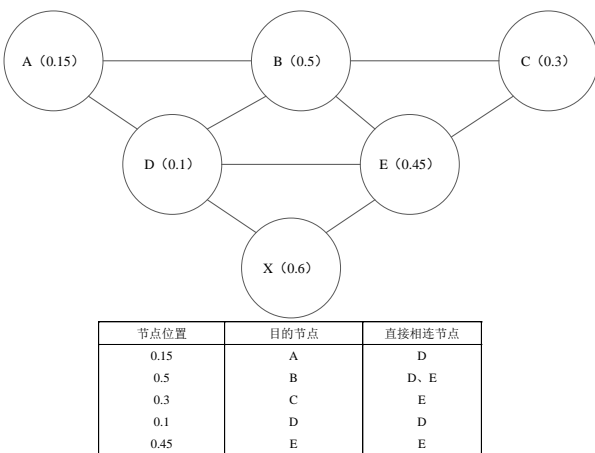 A（0.15） B（0.5） C（0.3）
D（0.1） E（0.45）
X（0.6）
节点位置 目的节点 直接相连节点
0.15 A D
0.5 B D、E
0.3 C E
0.1 D D
0.45 E E